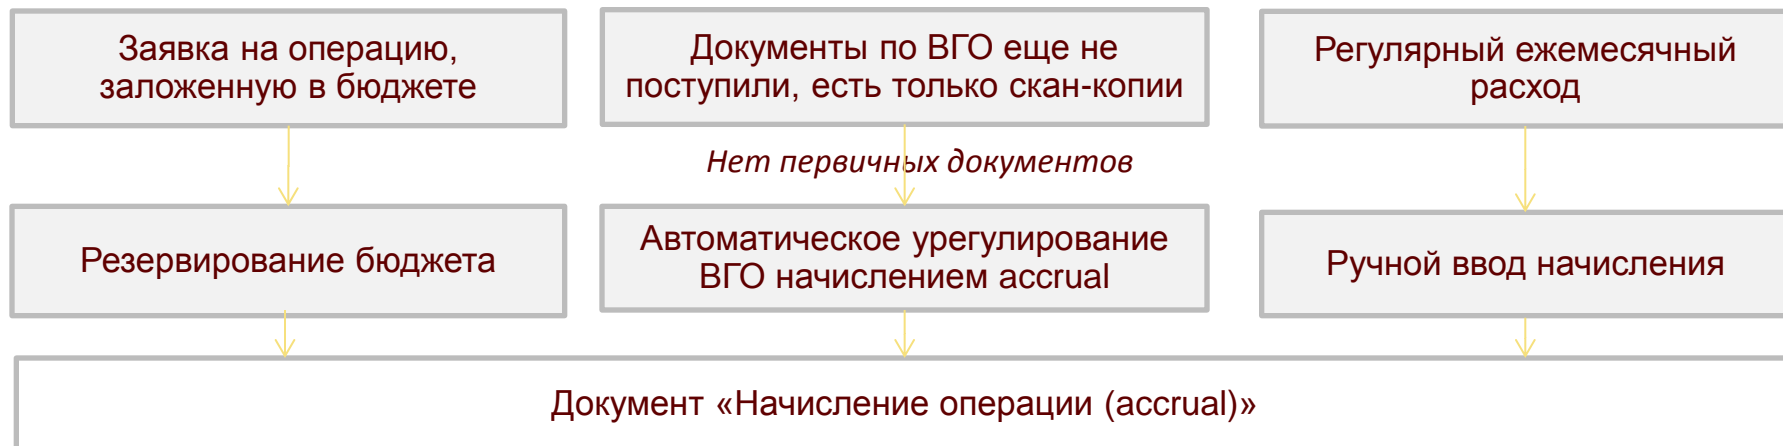 Заявка на операцию,
заложенную в бюджете
Документы по ВГО еще не
поступили, есть только скан-копии
Регулярный ежемесячный
расход
Нет первичных документов
Резервирование бюджета
Автоматическое урегулирование
ВГО начислением accrual
Ручной ввод начисления
Документ «Начисление операции (accrual)»